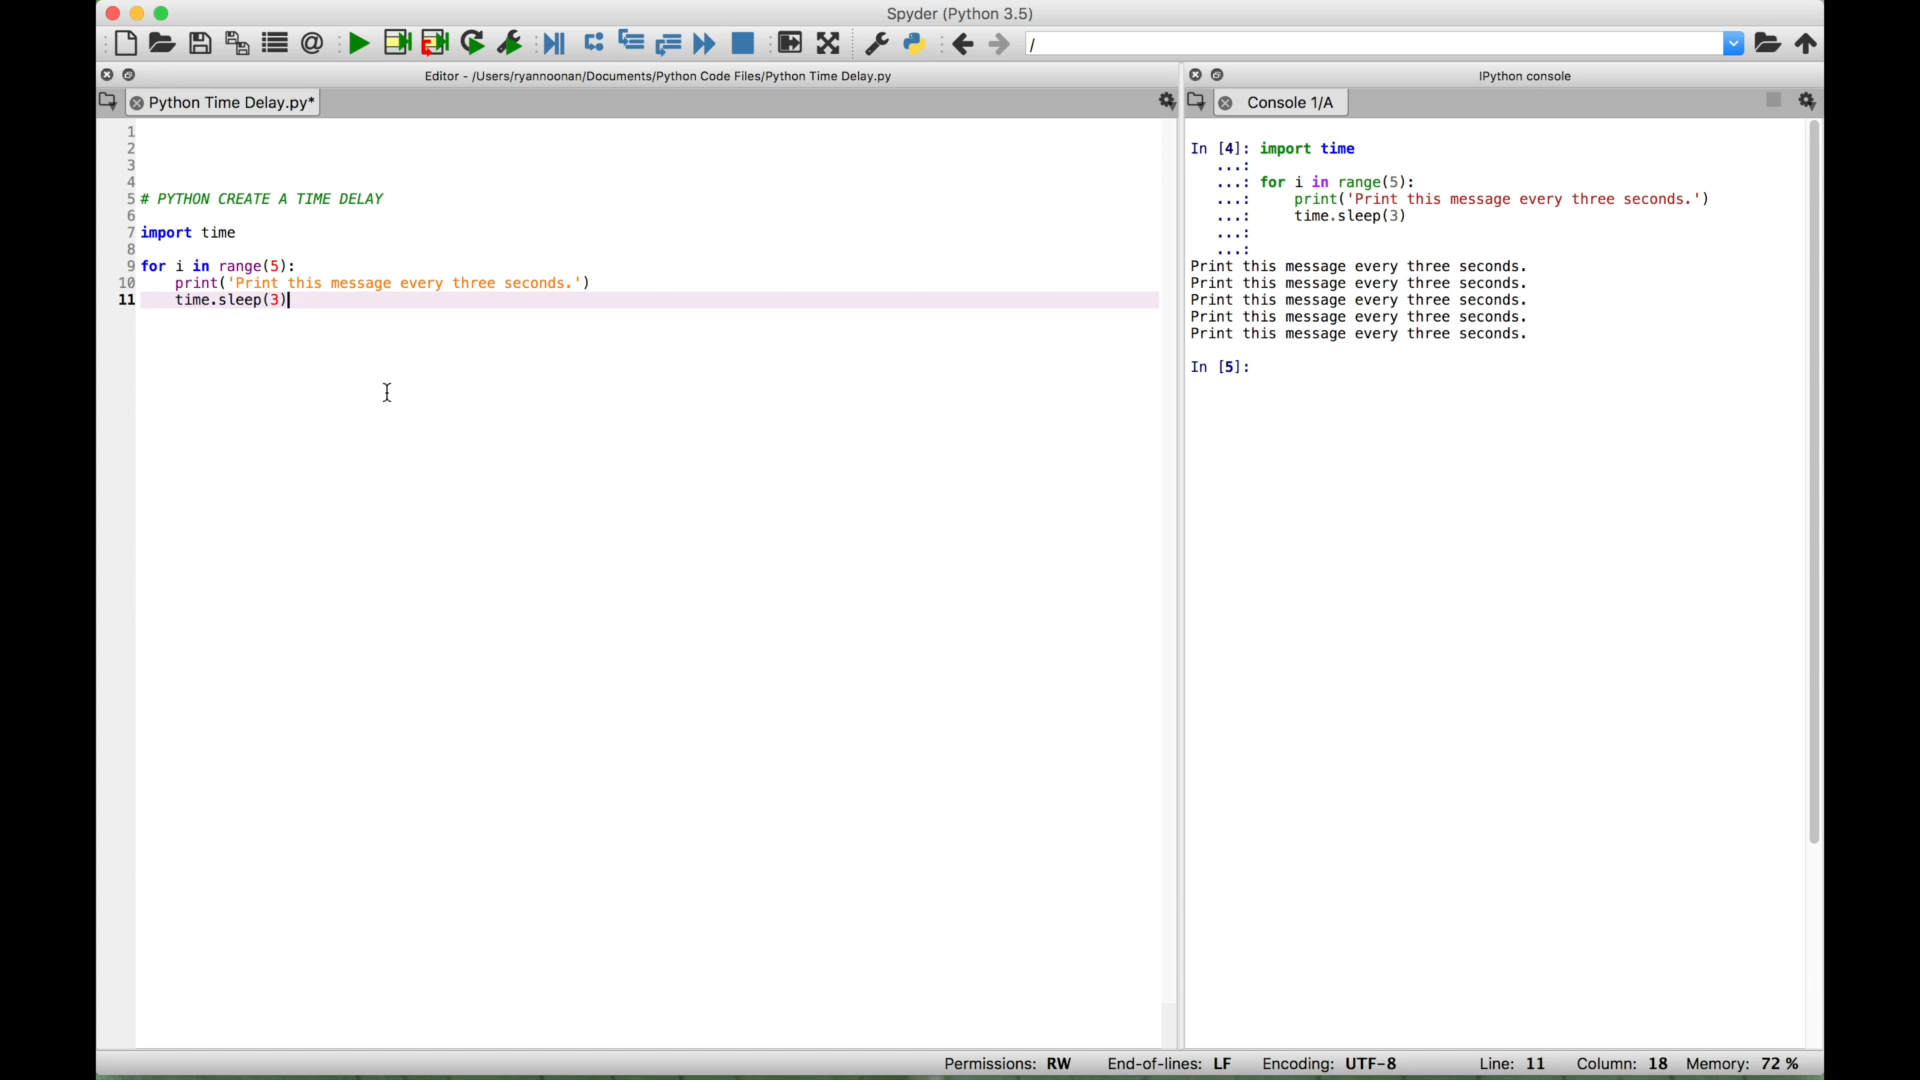 Spyder (Python 3.5)
/
Editor - /Users/ryannoonan/Documents/Python Code Files/Python Time Delay.py
IPython console
Python Time Delay.py*
Console 1/A
1
2
3
4
5 # PYTHON CREATE A TIME DELAY
6
7 import time
8
9 for i in range(5):
10     print('Print this message every three seconds.')
11     time.sleep(3)
In [4]: import time
   ...:
   ...: for i in range(5):
            print('Print this message every three seconds.')
   ...:     time.sleep(3)
   ...:
   ...:
Print this message every three seconds.
Print this message every three seconds.
Print this message every three seconds.
Print this message every three seconds.
Print this message every three seconds.
In [5]:
Permissions: RW End-of-lines: LF Encoding: UTF-8 Line: 11 Column: 18 Memory: 72 %